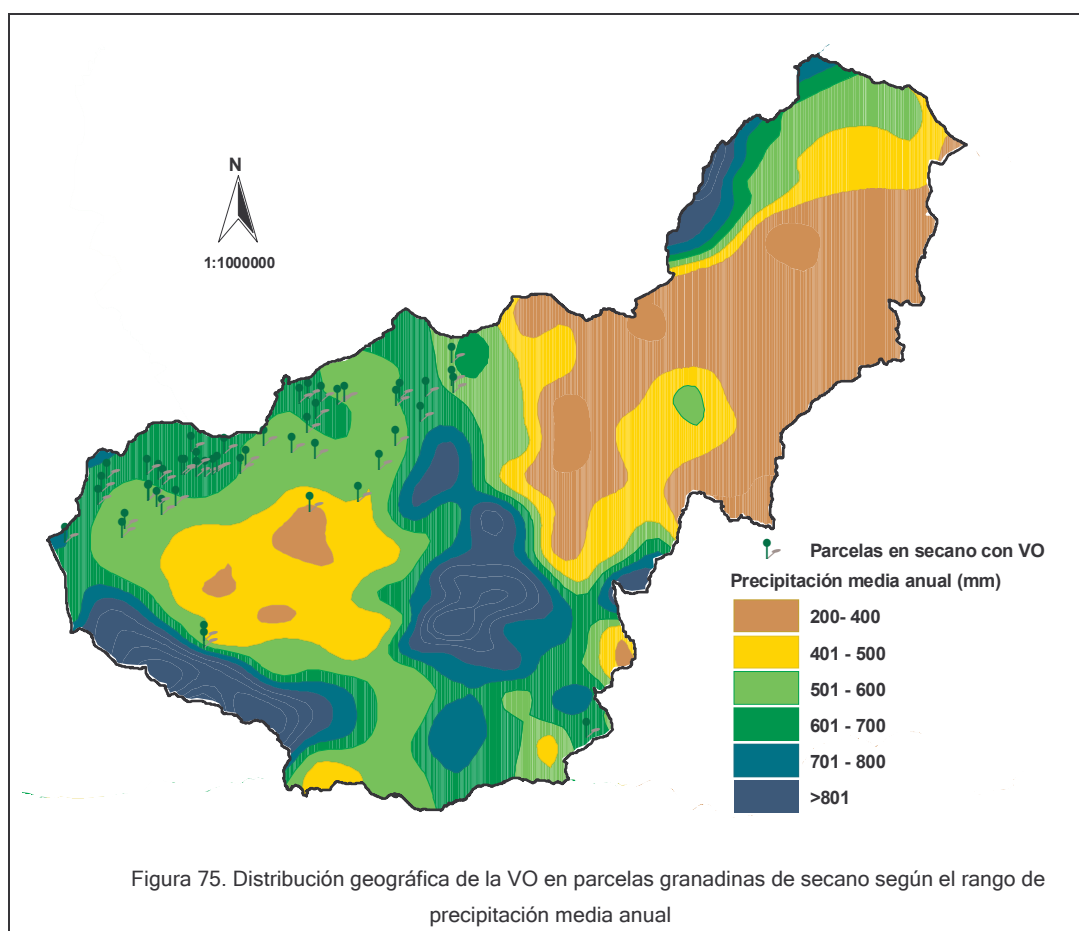 N
1:1000000
Parcelas en secano con VO
Precipitación media anual (mm)
200- 400
401 - 500
501 - 600
601 - 700
701 - 800
>801
Figura 75. Distribución geográfica de la VO en parcelas granadinas de secano según el rango de
precipitación media anual